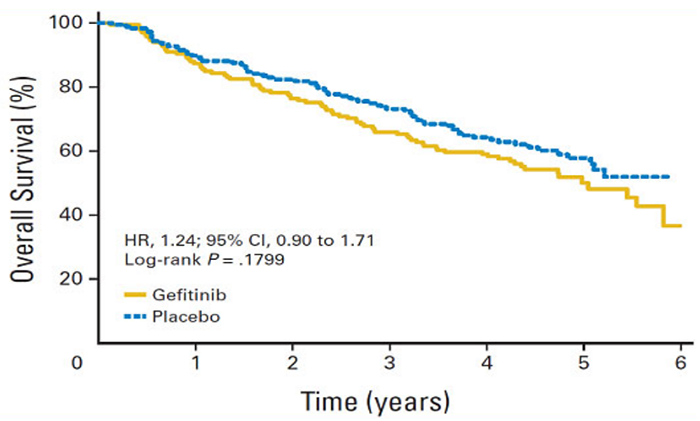 Overall Survival (%)
100
80
60
40
20
0
HR, 1.24; 95% CI, 0.90 to 1.71
Log-rank P = .1799
Gefitinib
Placebo
1 2 3 4 5 6
Time (years)